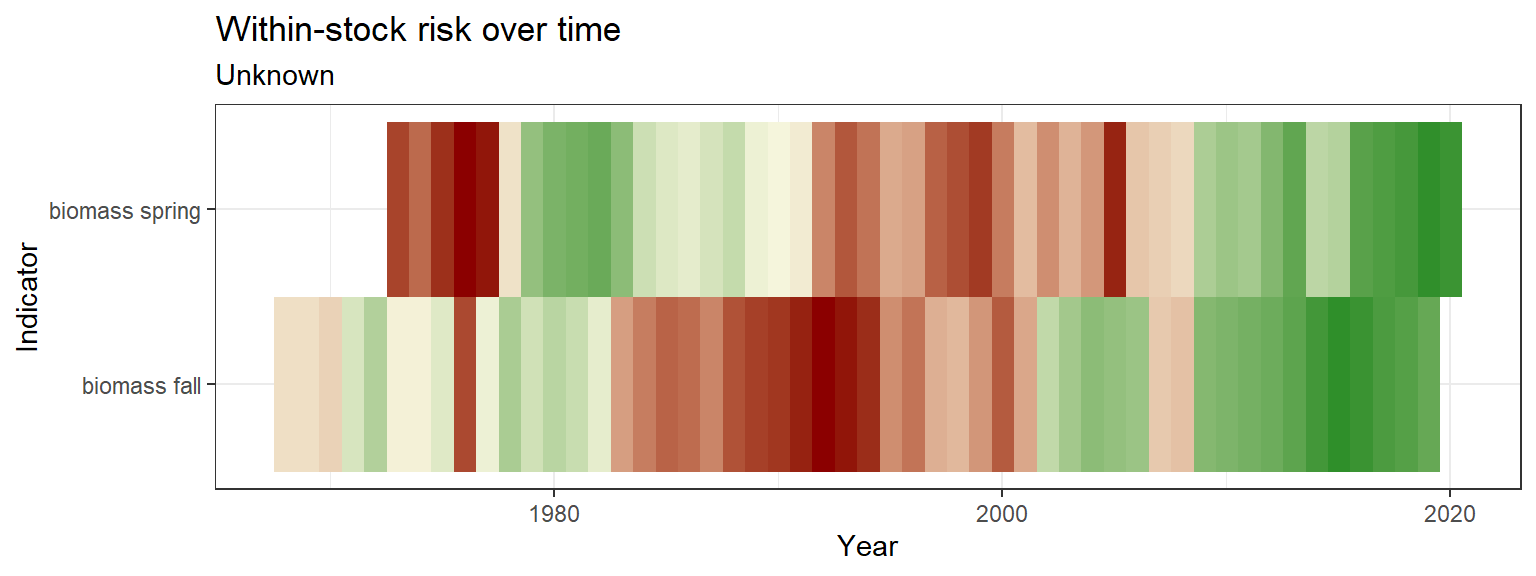 Within-stock risk over time
Unknown
Indicator
biomass spring
biomass fall
1980
2000
2020
Year